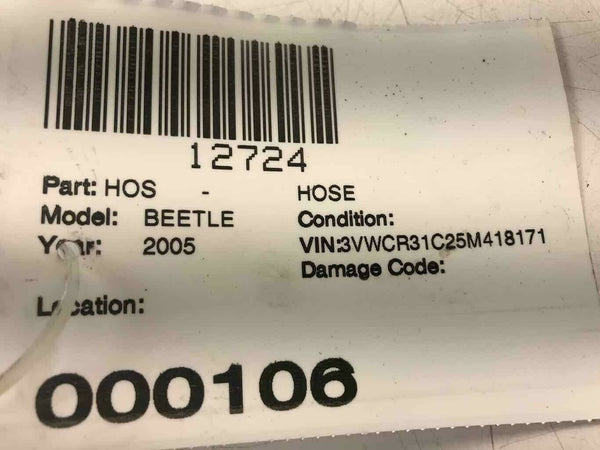 12724
Part: HOS - HOSE
Model: BEETLE Condition:
Year: 2005 VIN:3VWCR31C25M418171
Damage Code:
Location:
000106